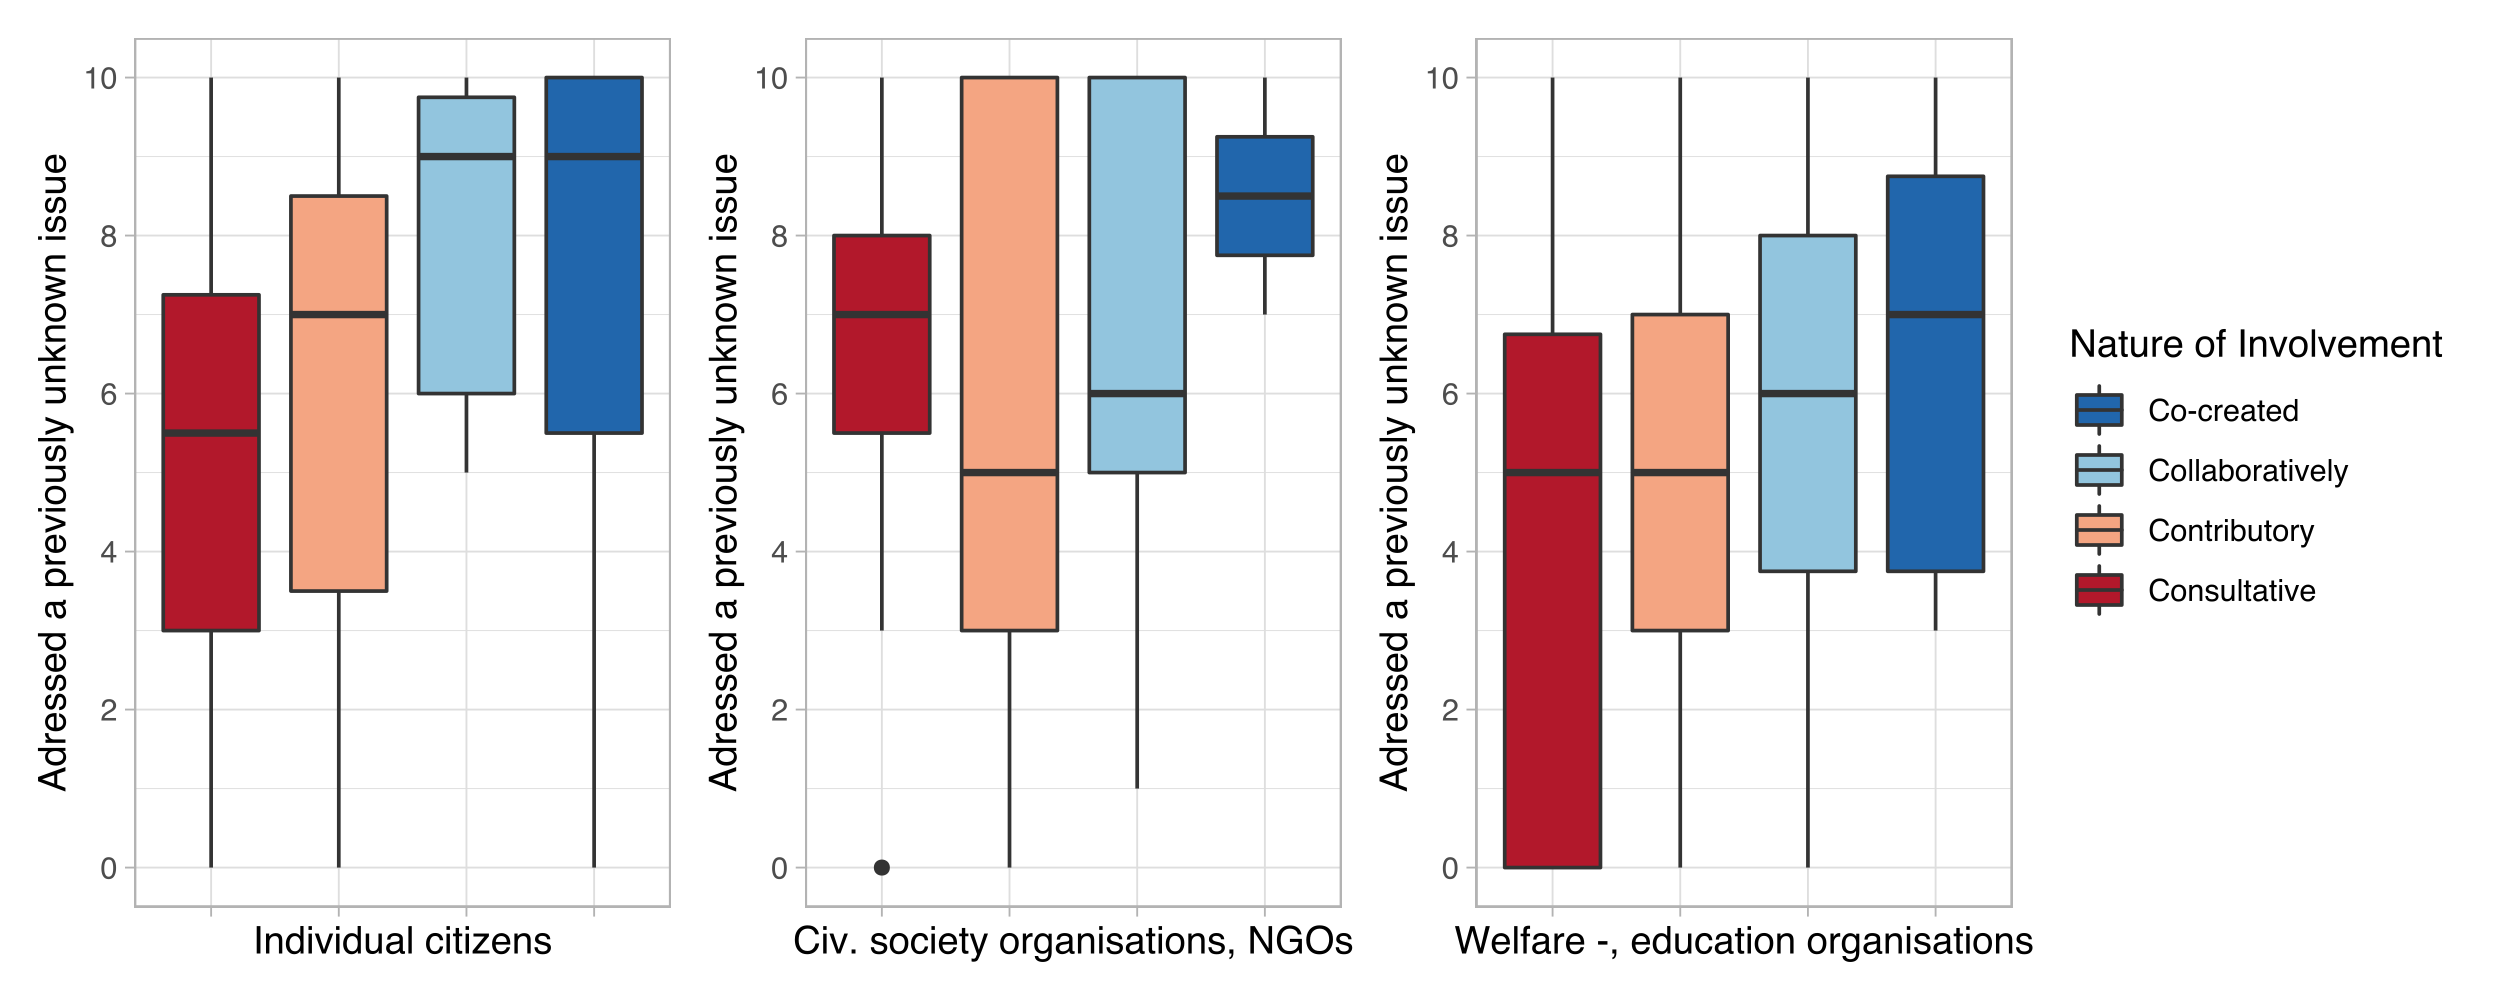 Adressed a previously unknown issue
10
8
6
4
2
0
Individual citizens
Adressed a previously unknown issue
10
8
6
4
2
0
Civ. society organisations, NGOs
Adressed a previously unknown issue
10
8
6
4
2
0
Welfare -, education organisations
Nature of Involvement
Co-created
Collaboratively
Contributory
Consultative